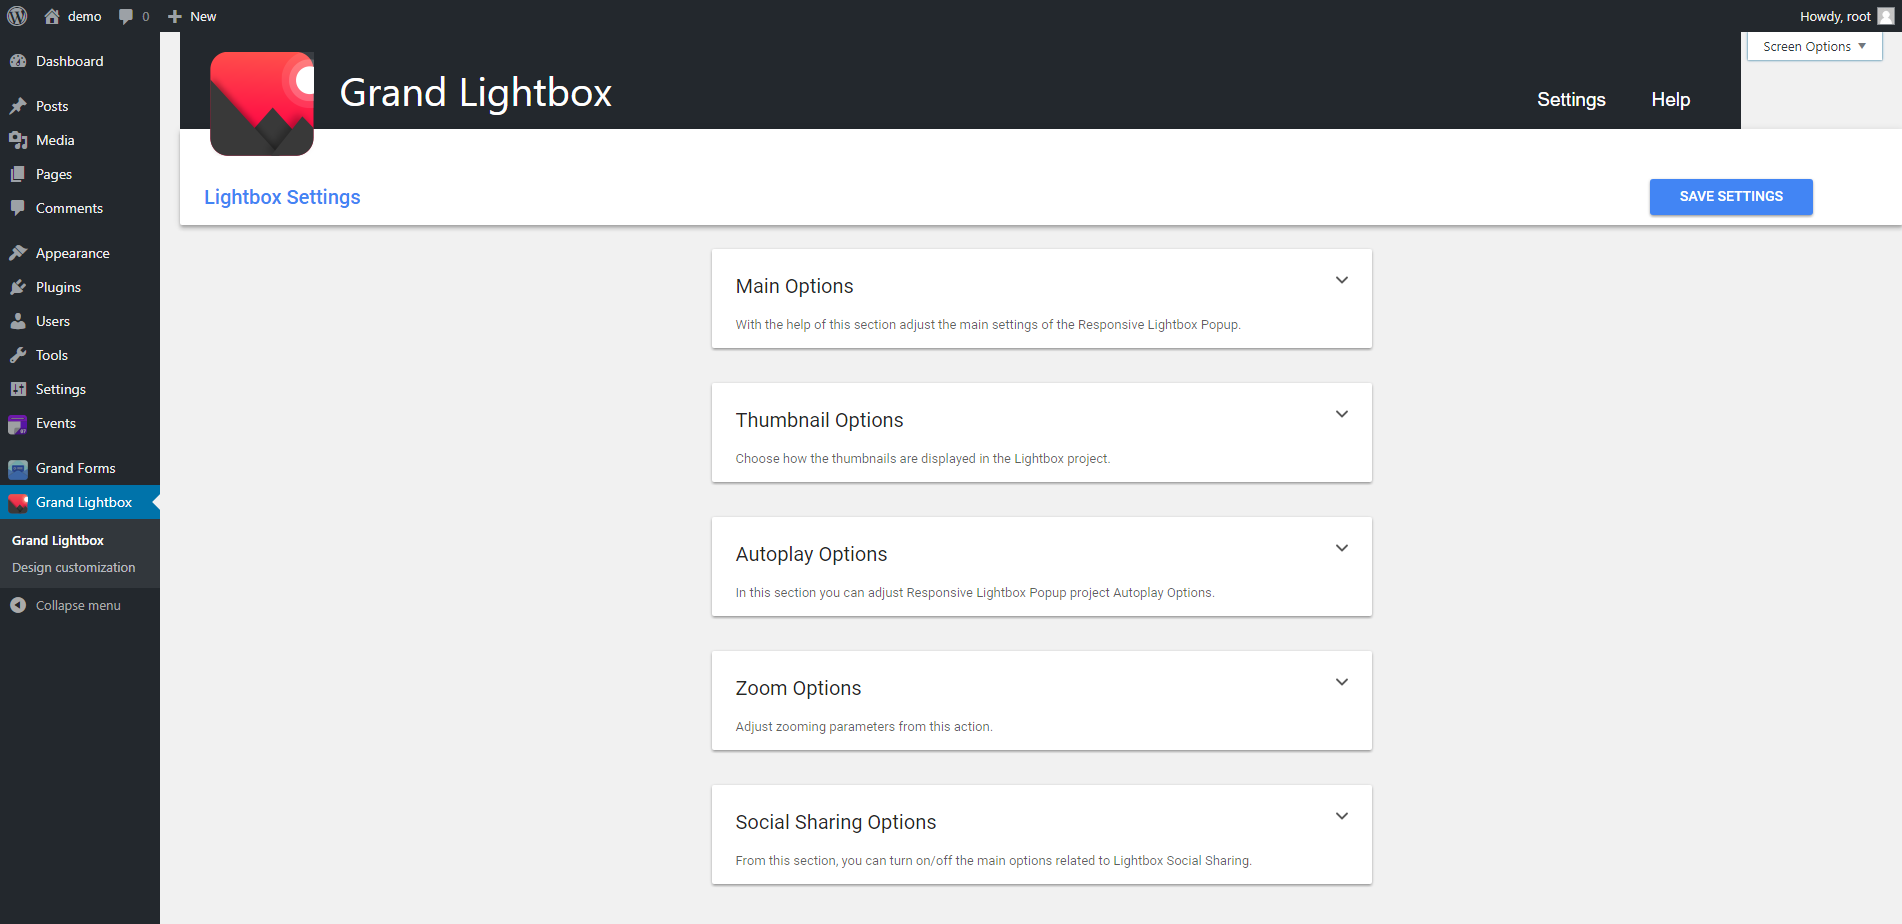 demo
0
New
Howdy, root
Screen Options
Dashboard
Posts
Media
Pages
Comments
Appearance
Plugins
Users
Tools
Settings
Events
Grand Forms
Grand Lightbox
Grand Lightbox
Design customization
Collapse menu
Grand Lightbox
Settings
Help
Lightbox Settings
SAVE SETTINGS
Main Options
With the help of this section adjust the main settings of the Responsive Lightbox Popup.
Thumbnail Options
Choose how the thumbnails are displayed in the Lightbox project.
Autoplay Options
In this section you can adjust Responsive Lightbox Popup project Autoplay Options.
Zoom Options
Adjust zooming parameters from this action.
Social Sharing Options
From this section, you can turn on/off the main options related to Lightbox Social Sharing.